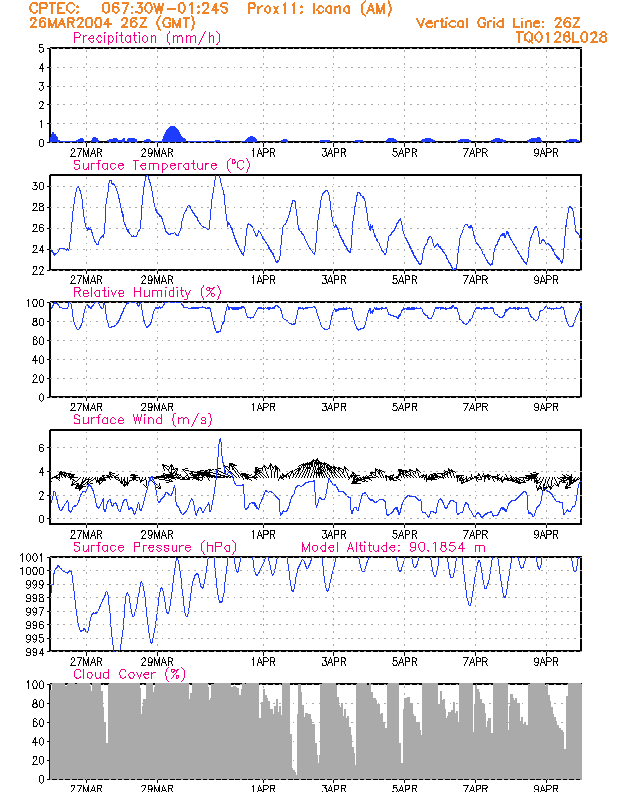 CPTEC: 067:30W-01:24S Prox11: Icana (AM)
26MAR2004 26Z (GMT) Vertical Grid Line: 26Z
Precipitation (mm/h) TQ0126L028
5
4
3
2
1
0
27MAR 29MAR 1APR 3APR 5APR 7APR 9APR
Surface Temperature (°C)
30
28
26
24
22
27MAR 29MAR 1APR 3APR 5APR 7APR 9APR
Relative Humidity (%)
100
80
60
40
20
0
27MAR 29MAR 1APR 3APR 5APR 7APR 9APR
Surface Wind (m/s)
6
4
2
0
27MAR 29MAR 1APR 3APR 5APR 7APR 9APR
Surface Pressure (hPa) Model Altitude: 90.1854 m
1001
1000
999
998
997
996
995
994
27MAR 29MAR 1APR 3APR 5APR 7APR 9APR
Cloud Cover (%)
100
80
60
40
20
0
27MAR 29MAR 1APR 3APR 5APR 7APR 9APR